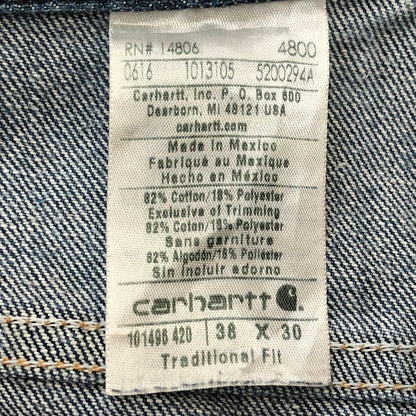 RN# 14806 4800
0616 1013105 5200294A
Carhartt, Inc. P. O. Box 600
Dearborn, MI 48121 USA
carhartt.com
Made in Mexico
Fabriqué au Mexique
Hecho en México
82% Cotton/18% Polyester
Exclusive of Trimming
82% Coton/18% Polyester
Sans garniture
82% Algodón/18% Poliéster
Sin incluir adorno
carhartt
101496 420 38 X 30
Traditional Fit